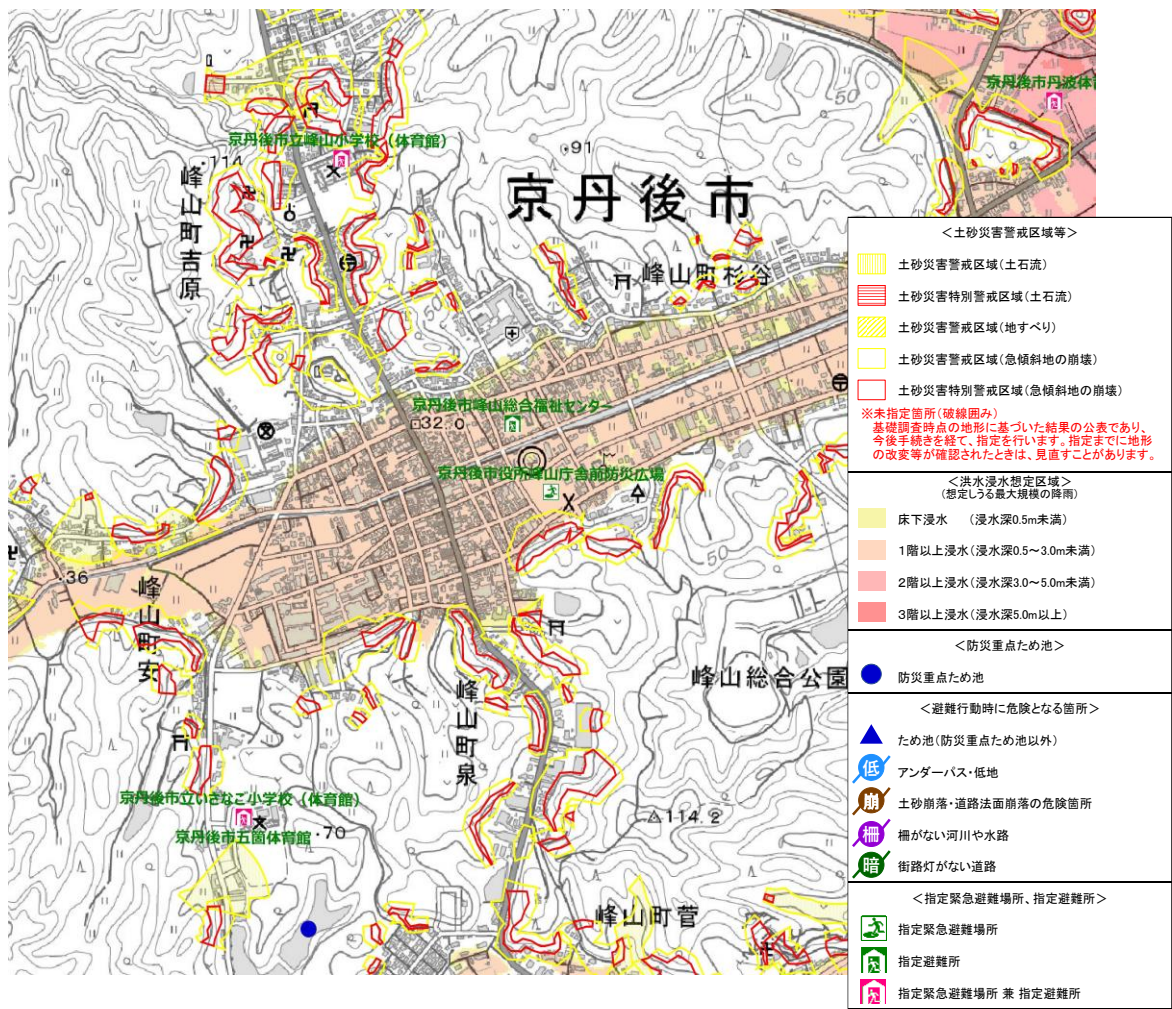 京丹後市丹波体
50
京丹後市立峰山小学校（体育館）
114
91
峰山町吉原
京丹後市
峰山町杉谷
京丹後市峰山総合福祉センター
32.0
京丹後市役所峰山庁舎前防災広場
50
36
峰山町安
峰山町泉
峰山総合公園
京丹後市立いさなご小学校（体育館）
京丹後市五箇体育館
70
114.2
峰山町菅
＜土砂災害警戒区域等＞
土砂災害警戒区域（土石流）
土砂災害特別警戒区域（土石流）
土砂災害警戒区域（地すべり）
土砂災害警戒区域（急傾斜地の崩壊）
土砂災害特別警戒区域（急傾斜地の崩壊）
※未指定箇所（破線囲み）
基礎調査時点の地形に基づいた結果の公表であり、
今後手続きを経て、指定を行います。指定までに地形
の改変等が確認されたときは、見直すことがあります。
＜洪水浸水想定区域＞
（想定しうる最大規模の降雨）
床下浸水　（浸水深0.5m未満）
1階以上浸水（浸水深0.5～3.0m未満）
2階以上浸水（浸水深3.0～5.0m未満）
3階以上浸水（浸水深5.0m以上）
＜防災重点ため池＞
防災重点ため池
＜避難行動時に危険となる箇所＞
ため池（防災重点ため池以外）
低 アンダーパス・低地
崩 土砂崩落・道路法面崩落の危険箇所
柵 柵がない河川や水路
暗 街路灯がない道路
＜指定緊急避難場所、指定避難所＞
指定緊急避難場所
指定避難所
指定緊急避難場所 兼 指定避難所